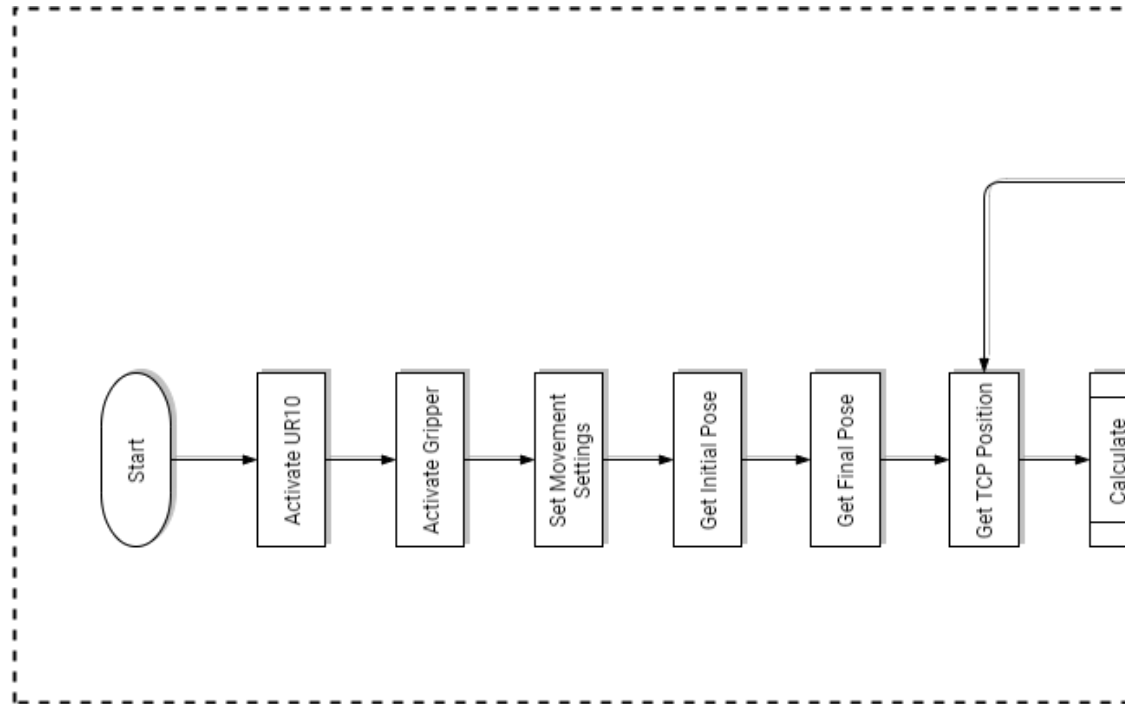 Start
Activate UR10
Activate Gripper
Set Movement
Settings
Get Initial Pose
Get Final Pose
Get TCP Position
Calculate